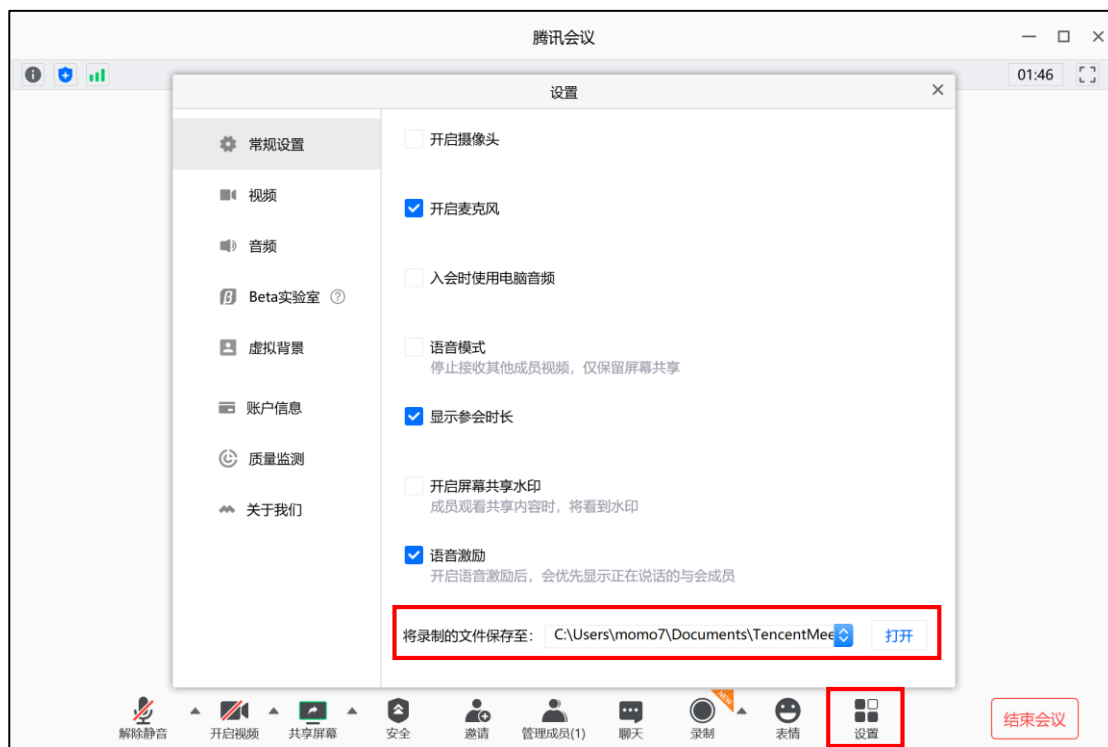 腾讯会议
01:46
设置
常规设置
视频
音频
Beta实验室
虚拟背景
账户信息
质量监测
关于我们
开启摄像头
开启麦克风
入会时使用电脑音频
语音模式
停止接收其他成员视频，仅保留屏幕共享
显示参会时长
开启屏幕共享水印
成员观看共享内容时，将看到水印
语音激励
开启语音激励后，会优先显示正在说话的与会成员
将录制的文件保存至： C:\Users\momo7\Documents\TencentMee 打开
解除静音 开启视频 共享屏幕 安全 邀请 管理成员(1) 聊天 录制 NEW 表情 设置 结束会议